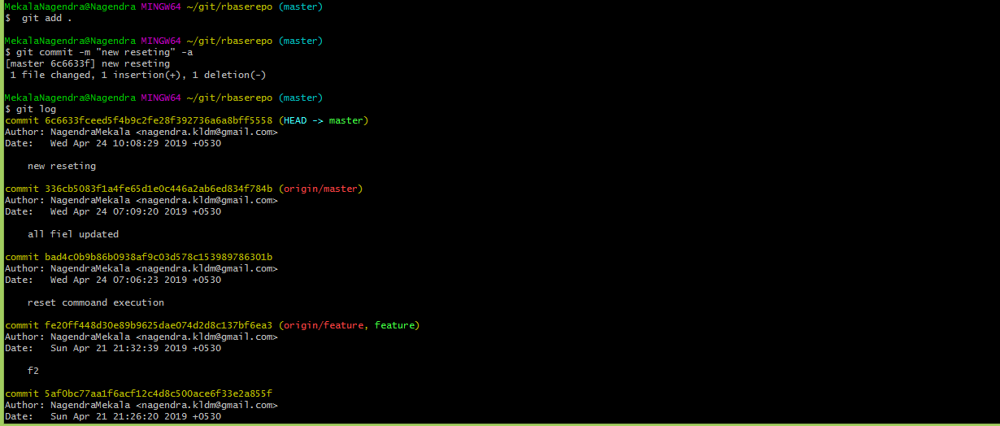 MekalaNagendra@Nagendra MINGW64 ~/git/rbaserepo (master)
$  git add .
MekalaNagendra@Nagendra MINGW64 ~/git/rbaserepo (master)
$ git commit -m "new reseting" -a
[master 6c6633f] new reseting
 1 file changed, 1 insertion(+), 1 deletion(-)
MekalaNagendra@Nagendra MINGW64 ~/git/rbaserepo (master)
$ git log
commit 6c6633fceed5f4b9c2fe28f392736a6a8bff5558 (HEAD -> master)
Author: NagendraMekala <nagendra.kldm@gmail.com>
Date:   Wed Apr 24 10:08:29 2019 +0530
    new reseting
commit 336cb5083f1a4fe65d1e0c446a2ab6ed834f784b (origin/master)
Author: NagendraMekala <nagendra.kldm@gmail.com>
Date:   Wed Apr 24 07:09:20 2019 +0530
    all fiel updated
commit bad4c0b9b86b0938af9c03d578c153989786301b
Author: NagendraMekala <nagendra.kldm@gmail.com>
Date:   Wed Apr 24 07:06:23 2019 +0530
    reset commoand execution
commit fe20ff448d30e89b9625dae074d2d8c137bf6ea3 (origin/feature, feature)
Author: NagendraMekala <nagendra.kldm@gmail.com>
Date:   Sun Apr 21 21:32:39 2019 +0530
    f2
commit 5af0bc77aa1f6acf12c4d8c500ace6f33e2a855f
Author: NagendraMekala <nagendra.kldm@gmail.com>
Date:   Sun Apr 21 21:26:20 2019 +0530